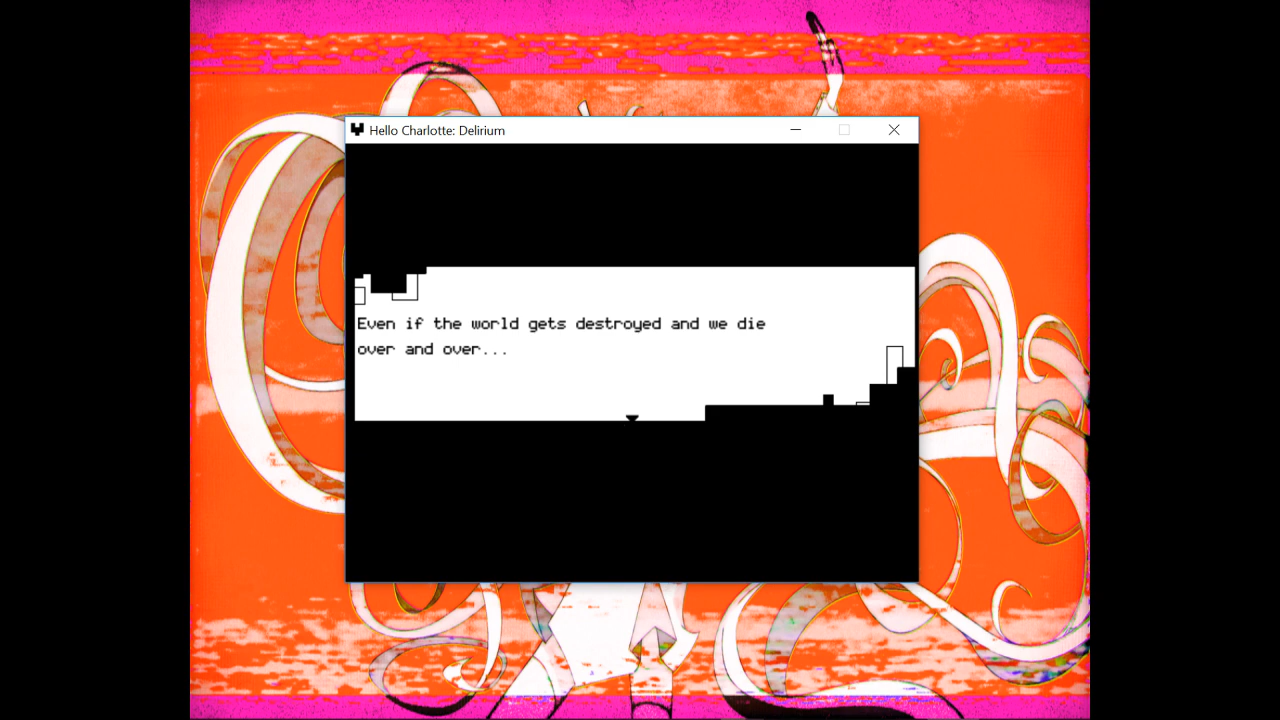 Hello Charlotte: Delirium
Even if the world gets destroyed and we die
over and over...